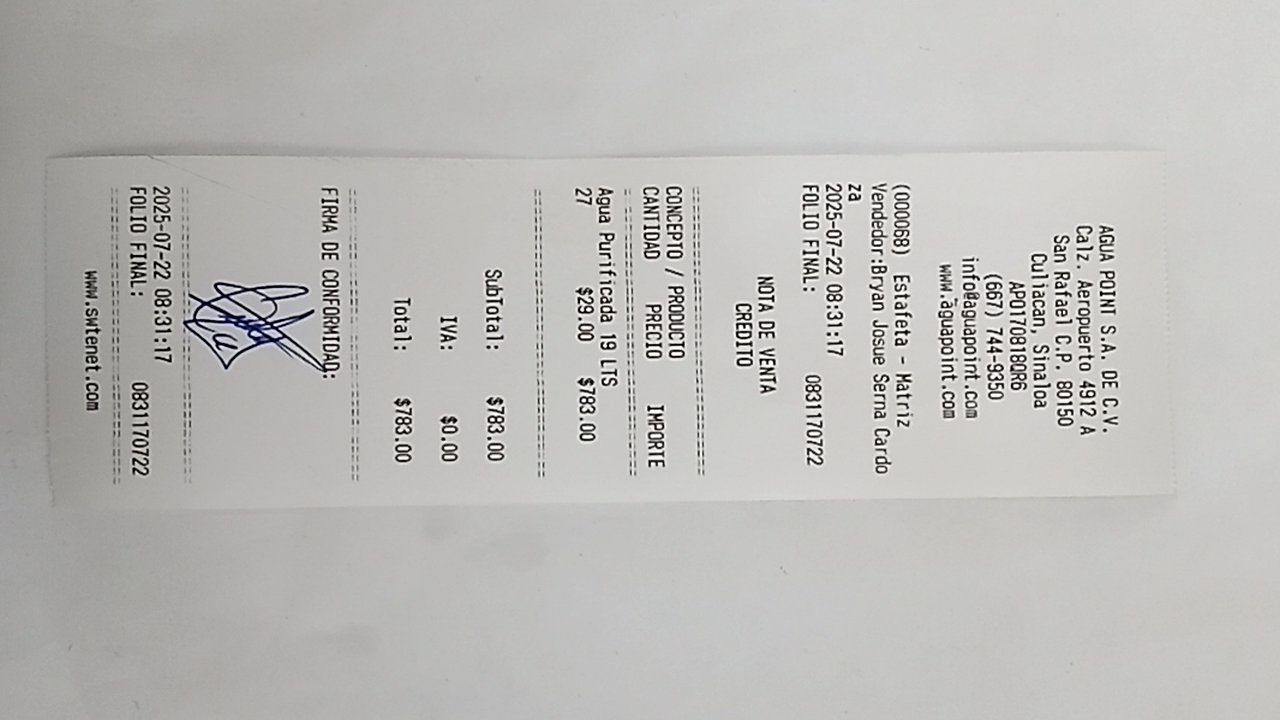 AGUA POINT S.A. DE C.V.
Calz. Aeropuerto 4912 A
San Rafael C.P. 80150
Culiacan, Sinaloa
APO170818QR6
(667) 744-9350
info@aguapoint.com
www.aguapoint.com
(000068) Estafeta - Matriz
Vendedor:Bryan Josue Serna Cardo
za
2025-07-22 08:31:17
FOLIO FINAL: 0831170722
NOTA DE VENTA
CREDITO
CONCEPTO / PRODUCTO
CANTIDAD PRECIO IMPORTE
Agua Purificada 19 LTS
27 $29.00 $783.00
SubTotal: $783.00
IVA: $0.00
Total: $783.00
FIRMA DE CONFORMIDAD:
2025-07-22 08:31:17
FOLIO FINAL: 0831170722
www.swtenet.com